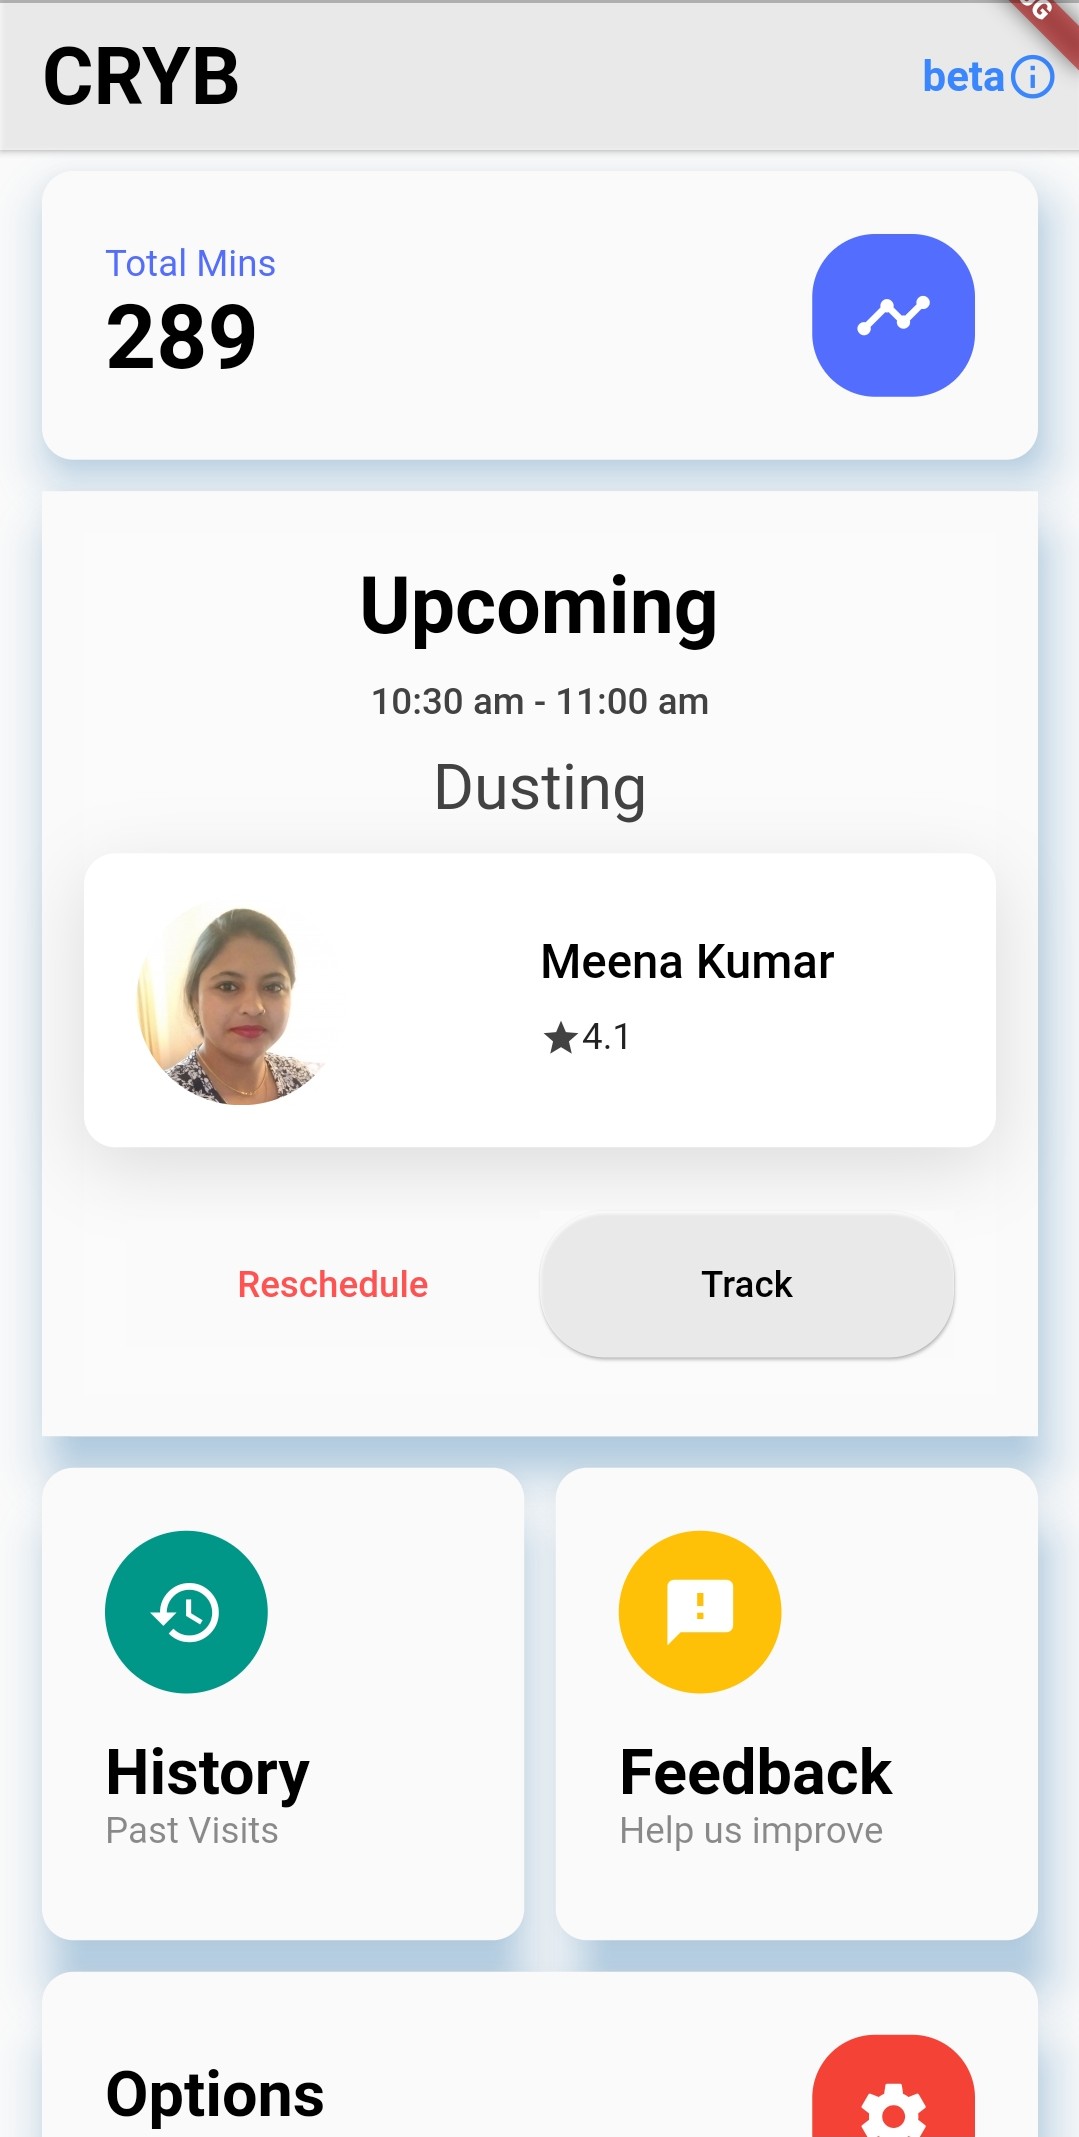 CRYB
beta
Total Mins
289
Upcoming
10:30 am - 11:00 am
Dusting
Meena Kumar
4.1
Reschedule
Track
History
Past Visits
Feedback
Help us improve
Options